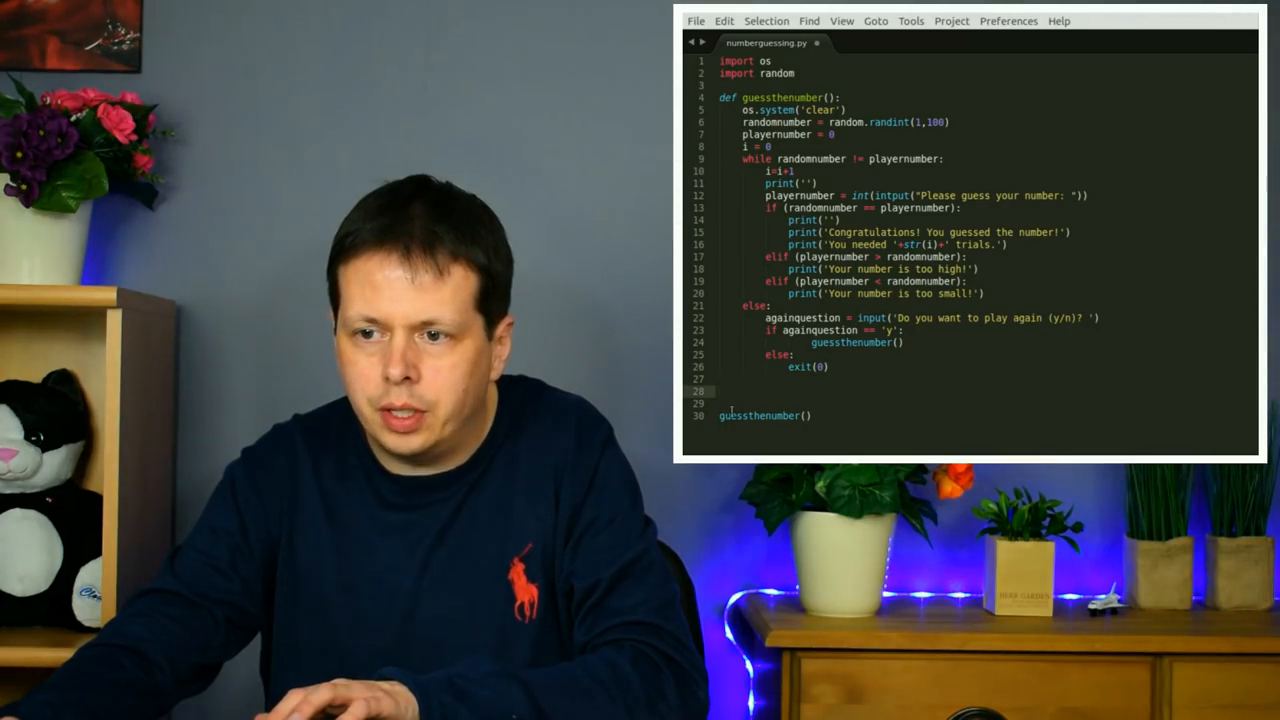 File Edit Selection Find View Goto Tools Project Preferences Help
numberguessing.py
1 import os
2 import random
3
4 def guessthenumber():
5 os.system('clear')
6 randomnumber = random.randint(1,100)
7 playernumber = 0
8 i = 0
9 while randomnumber != playernumber:
10 i=i+1
11 print('')
12 playernumber = int(intput("Please guess your number: "))
13 if (randomnumber == playernumber):
14 print('')
15 print('Congratulations! You guessed the number!')
16 print('You needed '+str(i)+' trials.')
17 elif (playernumber > randomnumber):
18 print('Your number is too high!')
19 elif (playernumber < randomnumber):
20 print('Your number is too small!')
21 else:
22 againquestion = input('Do you want to play again (y/n)? ')
23 if againquestion == 'y':
24 guessthenumber()
25 else:
26 exit(0)
27
28
29
30 guessthenumber()
HERB GARDEN